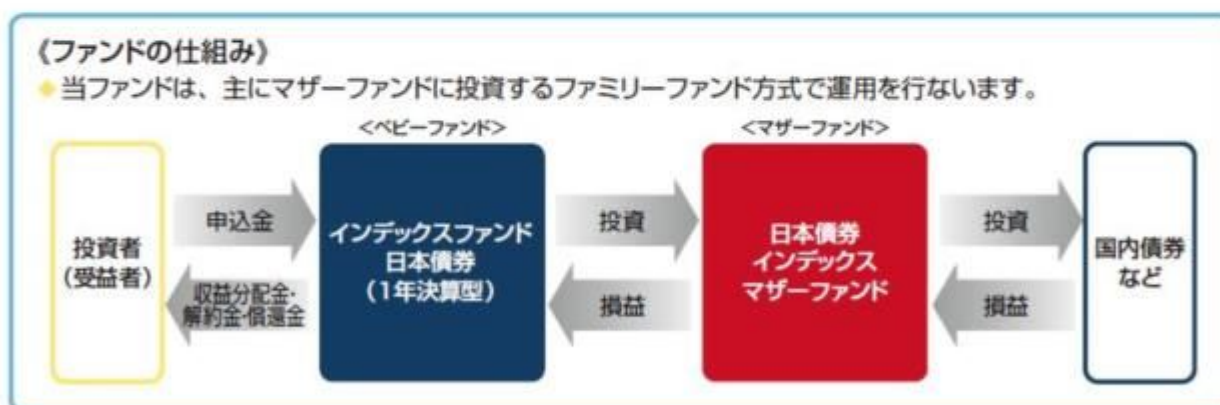 《ファンドの仕組み》
◆当ファンドは、主にマザーファンドに投資するファミリーファンド方式で運用を行ないます。
<ベビーファンド>
<マザーファンド>
投資者
(受益者)
申込金
収益分配金・
解約金・償還金
インデックスファンド
日本債券
(1年決算型)
投資
損益
日本債券
インデックス
マザーファンド
投資
損益
国内債券
など